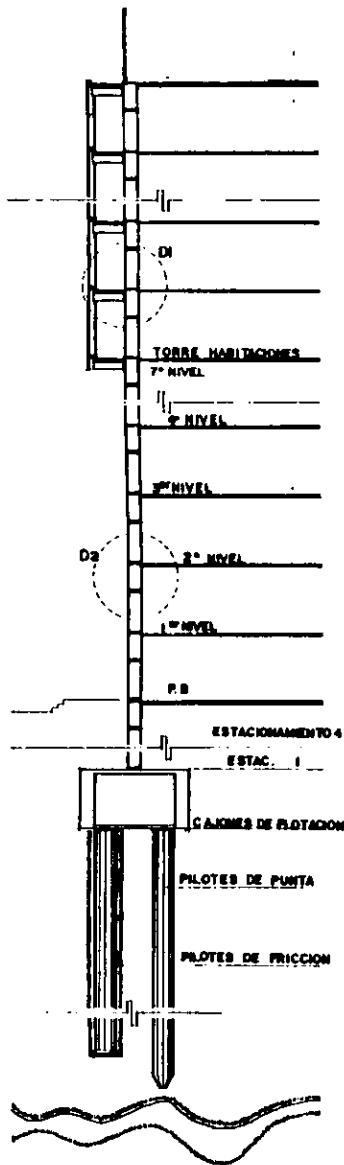 D1
TORRE HABITACIONES
7° NIVEL
4° NIVEL
3er NIVEL
D2
2° NIVEL
1er NIVEL
P.B
ESTACIONAMIENTO 4
ESTAC. 1
CAJONES DE FLOTACION
PILOTES DE PUNTA
PILOTES DE FRICCION